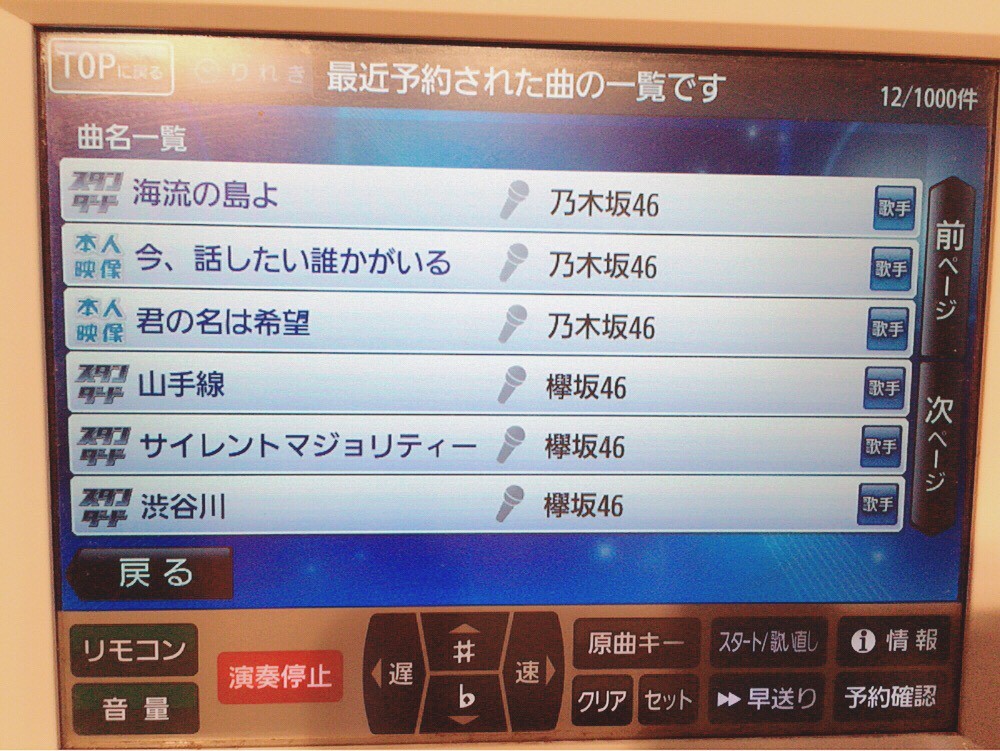 TOPに戻る りれき 最近予約された曲の一覧です 12/1000件
曲名一覧
スタンダード 海流の島よ 乃木坂46 歌手
本人映像 今、話したい誰かがいる 乃木坂46 歌手
本人映像 君の名は希望 乃木坂46 歌手
スタンダード 山手線 欅坂46 歌手
スタンダード サイレントマジョリティー 欅坂46 歌手
スタンダード 渋谷川 欅坂46 歌手
前ページ
次ページ
戻る
リモコン
音量
演奏停止
遅
♯
♭
速
原曲キー
スタート/歌い直し
情報
クリア
セット
早送り
予約確認